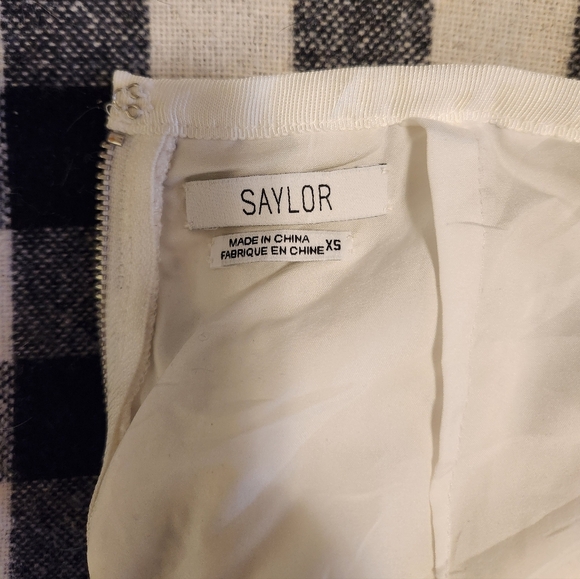 SAYLOR
MADE IN CHINA
FABRIQUE EN CHINE XS